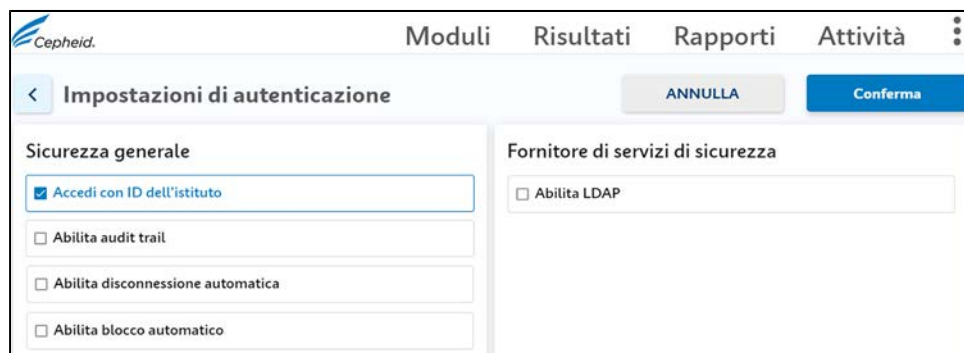 Cepheid.
Moduli Risultati Rapporti Attività
Impostazioni di autenticazione ANNULLA Conferma
Sicurezza generale
Accedi con ID dell'istituto
Abilita audit trail
Abilita disconnessione automatica
Abilita blocco automatico
Fornitore di servizi di sicurezza
Abilita LDAP